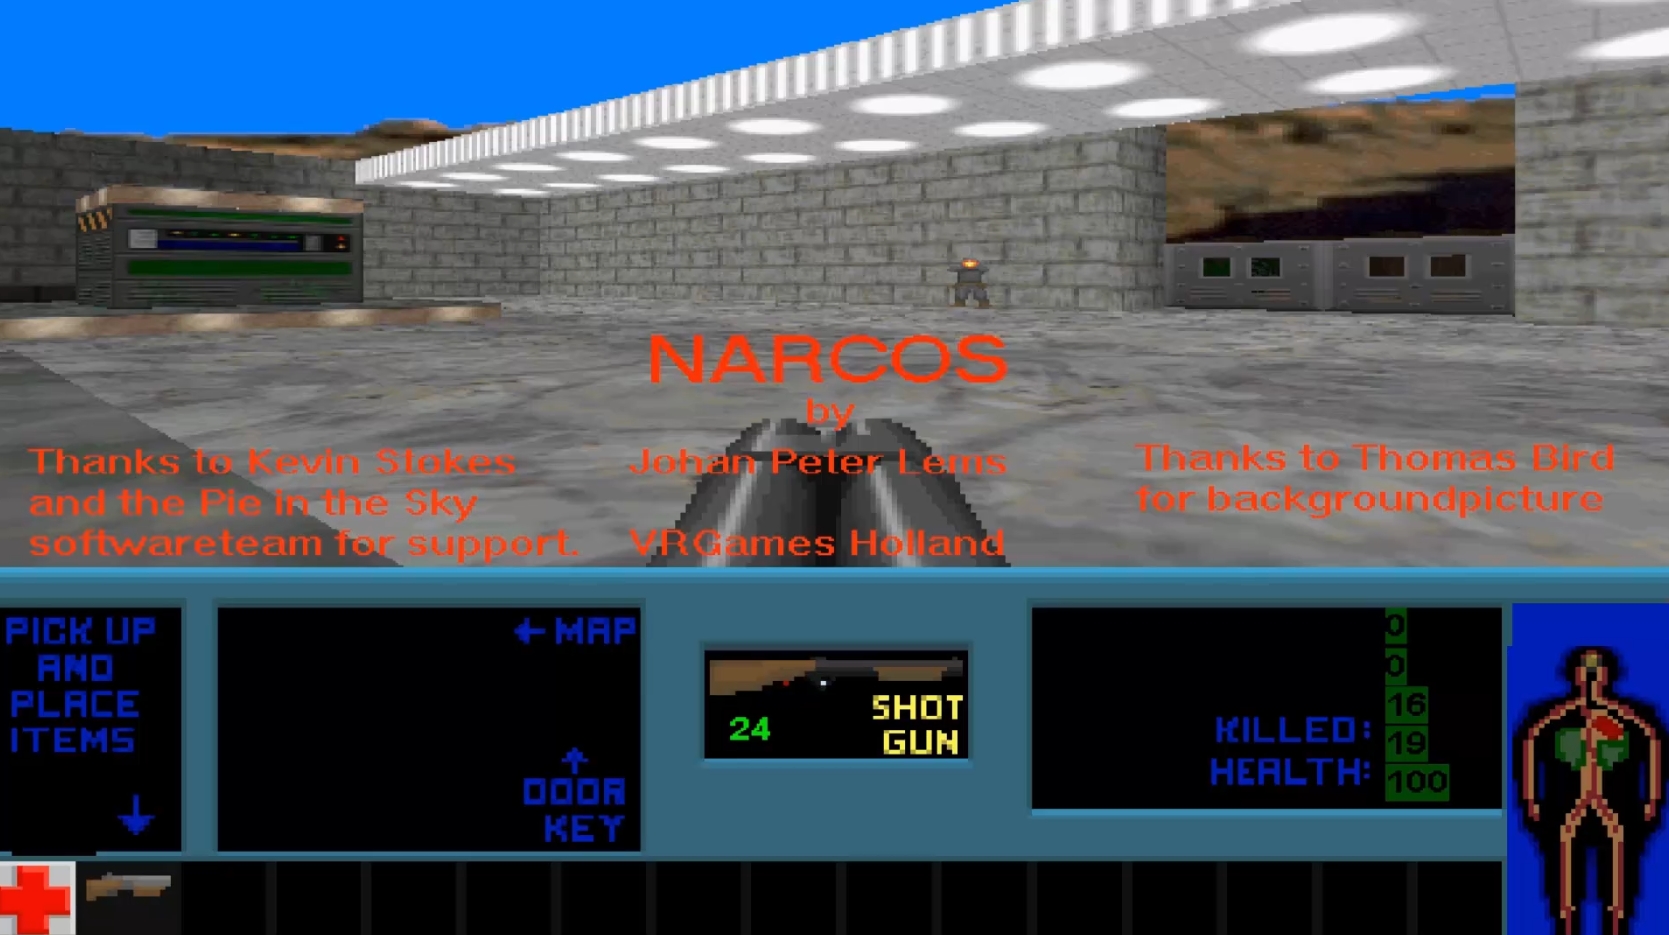 NARCOS
by
Thanks to Kevin Stokes
and the Pie in the Sky
softwareteam for support.
Johan Peter Lems
VRGames Holland
Thanks to Thomas Bird
for backgroundpicture
PICK UP
AND
PLACE
ITEMS
MAP
DOOR
KEY
24
SHOT
GUN
0
0
16
KILLED: 19
HEALTH: 100